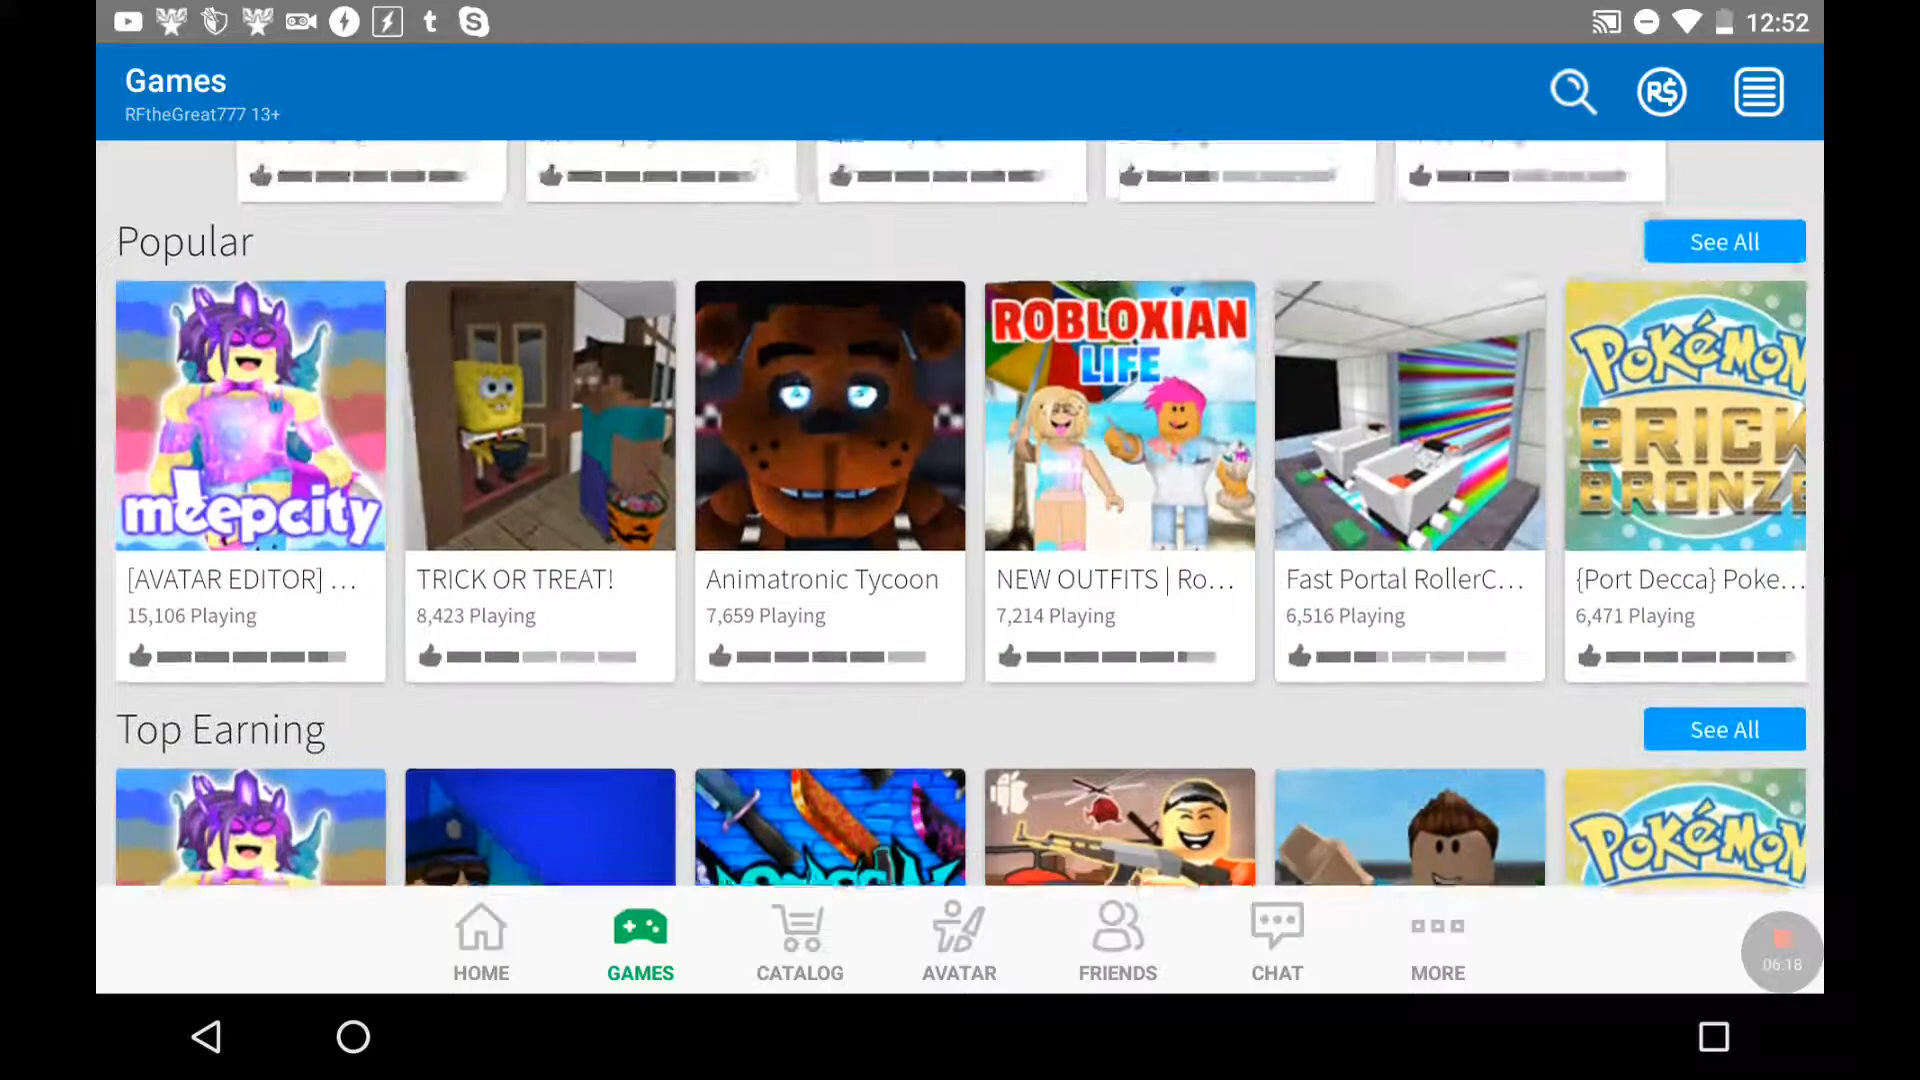 12:52
Games
RFtheGreat777 13+
R$
Popular
See All
meepcity
ROBLOXIAN
LIFE
POKéMON
BRICK
BRONZE
[AVATAR EDITOR] ...
TRICK OR TREAT!
Animatronic Tycoon
NEW OUTFITS | Ro...
Fast Portal RollerC...
{Port Decca} Poke...
15,106 Playing
8,423 Playing
7,659 Playing
7,214 Playing
6,516 Playing
6,471 Playing
Top Earning
See All
POKéMON
HOME
GAMES
CATALOG
AVATAR
FRIENDS
CHAT
MORE
06:18